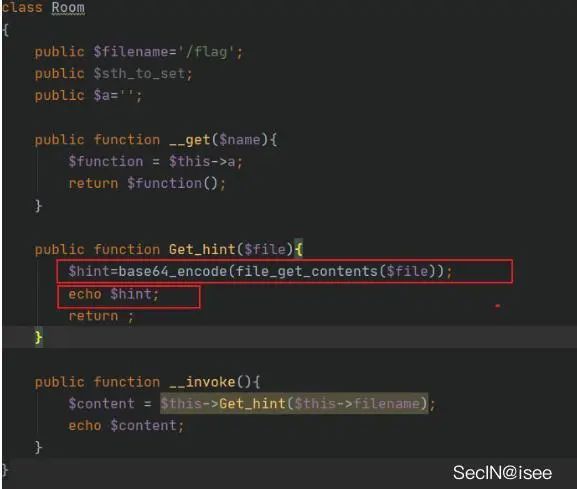 class Room
{
    public $filename='/flag';
    public $sth_to_set;
    public $a='';
    public function __get($name){
        $function = $this->a;
        return $function();
    }
    public function Get_hint($file){
        $hint=base64_encode(file_get_contents($file));
        echo $hint;
        return ;
    }
    public function __invoke(){
        $content = $this->Get_hint($this->filename);
        echo $content;
    }
}
SecIN@isee